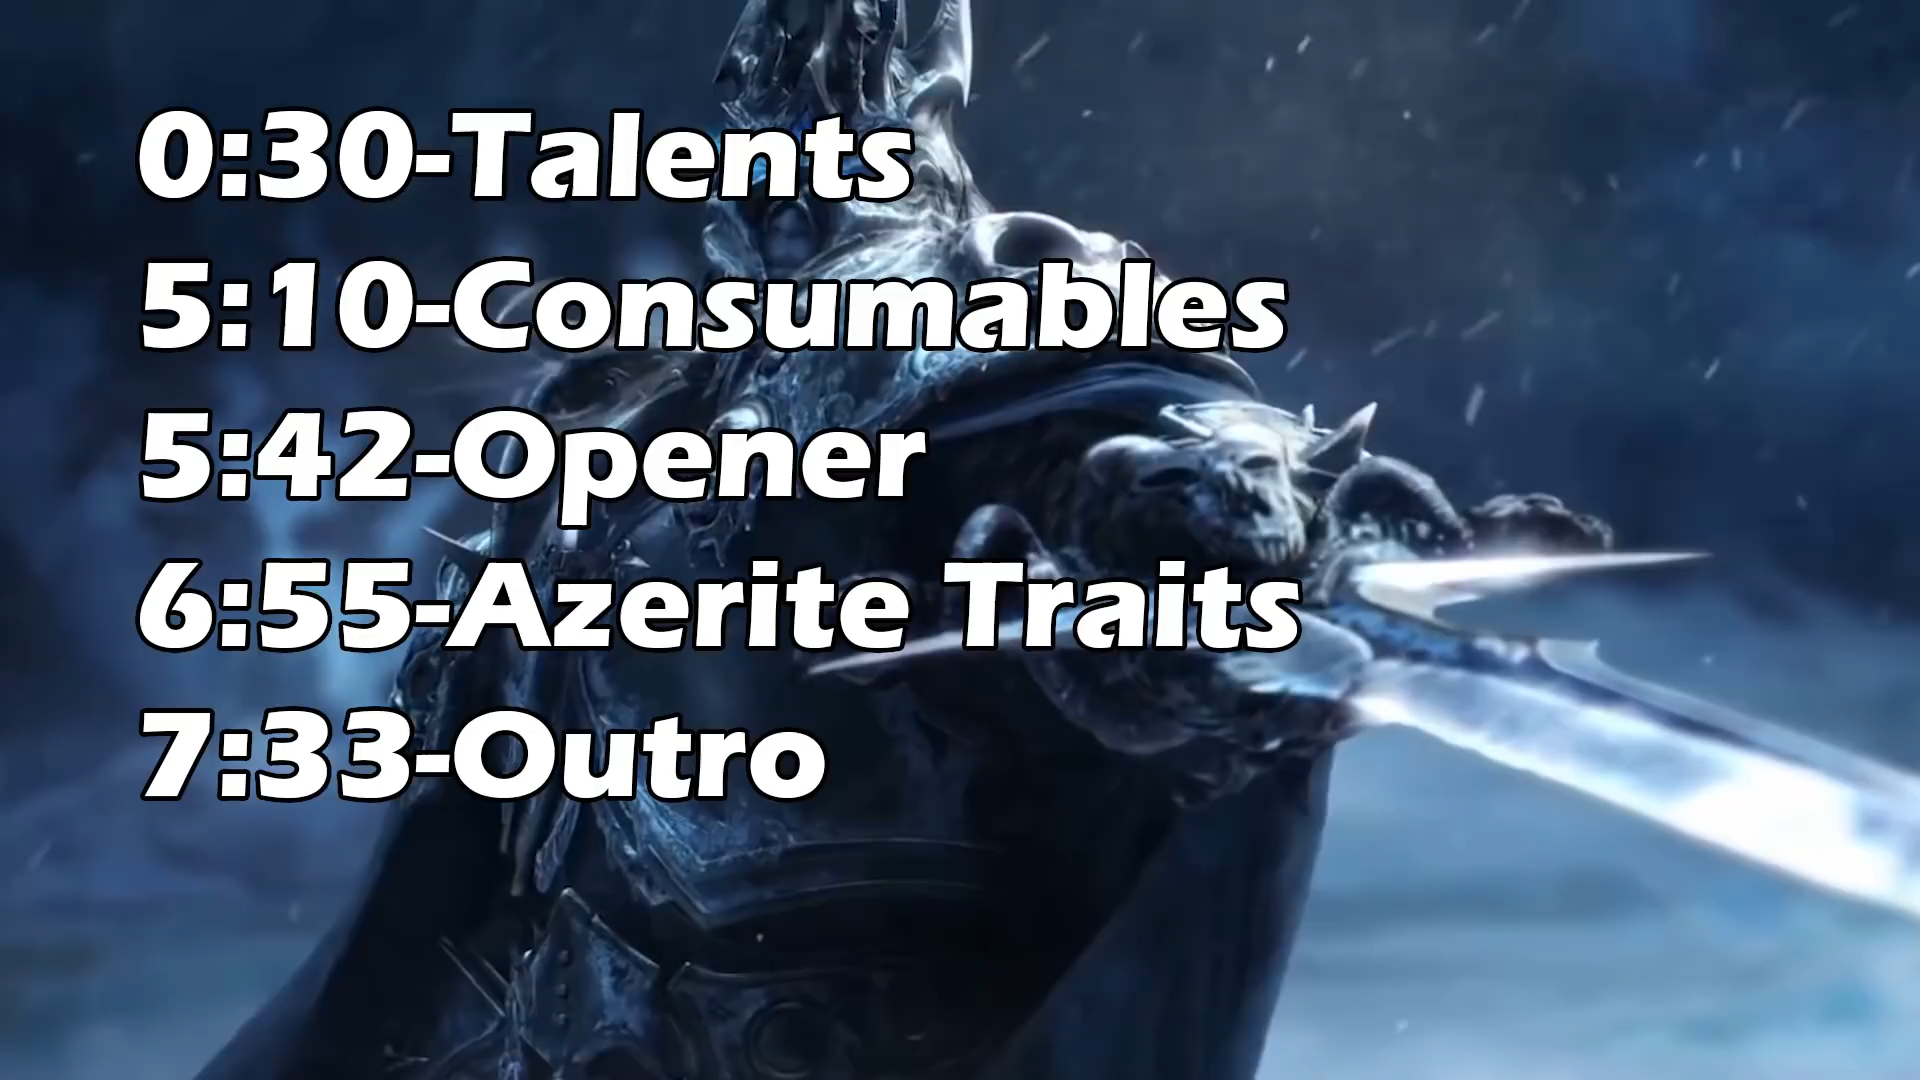 0:30-Talents
5:10-Consumables
5:42-Opener
6:55-Azerite Traits
7:33-Outro